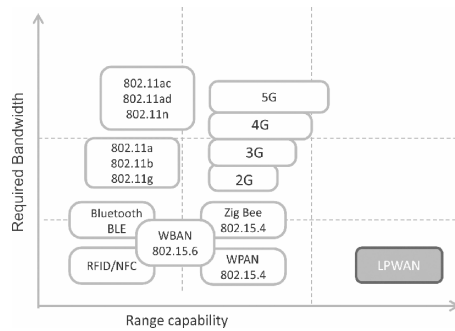 Required Bandwidth
802.11ac
802.11ad
802.11n
5G
4G
802.11a
802.11b
802.11g
3G
2G
Bluetooth
BLE
WBAN
802.15.6
Zig Bee
802.15.4
RFID/NFC
WPAN
802.15.4
LPWAN
Range capability